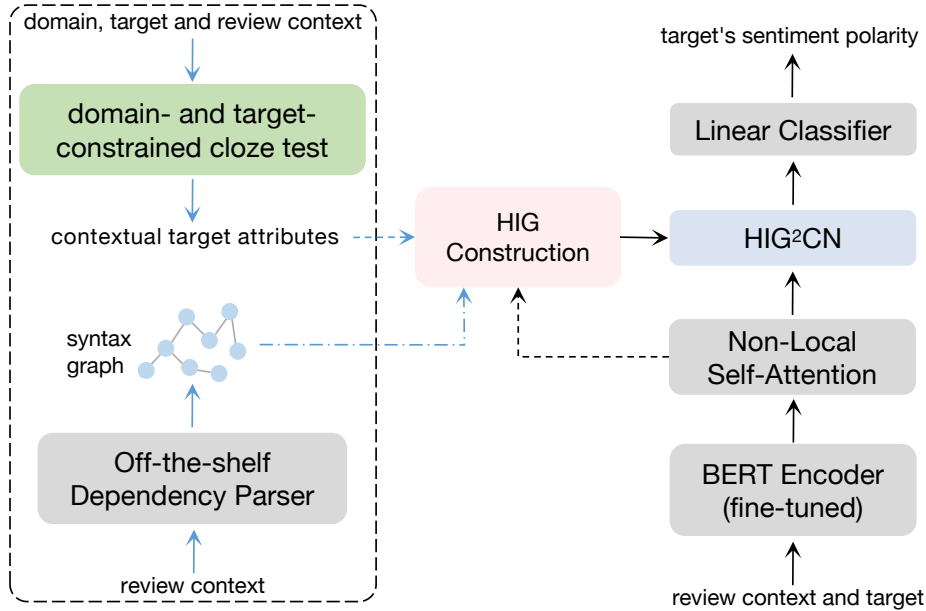 domain, target and review context
domain- and target-
constrained cloze test
contextual target attributes
syntax
graph
Off-the-shelf
Dependency Parser
review context
HIG
Construction
target's sentiment polarity
Linear Classifier
HIG²CN
Non-Local
Self-Attention
BERT Encoder
(fine-tuned)
review context and target